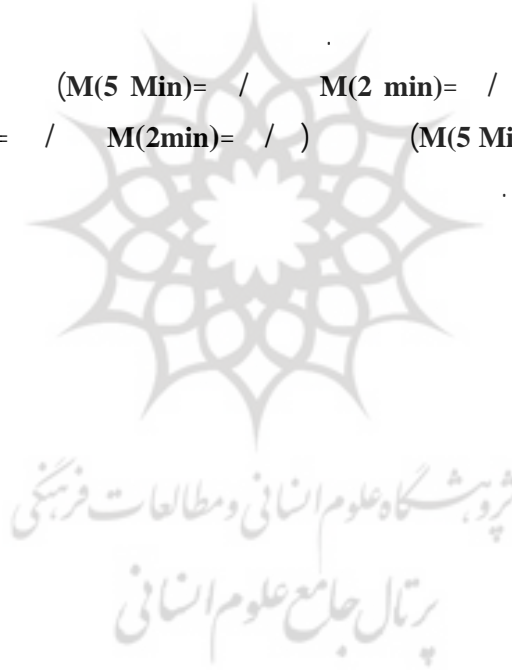 .
(M(5 Min)= / M(2 min)= /
= / M(2min)= / ) (M(5 Mi
.
پژوهشگاه علوم انسانی و مطالعات فرهنگی
پرتال جامع علوم انسانی